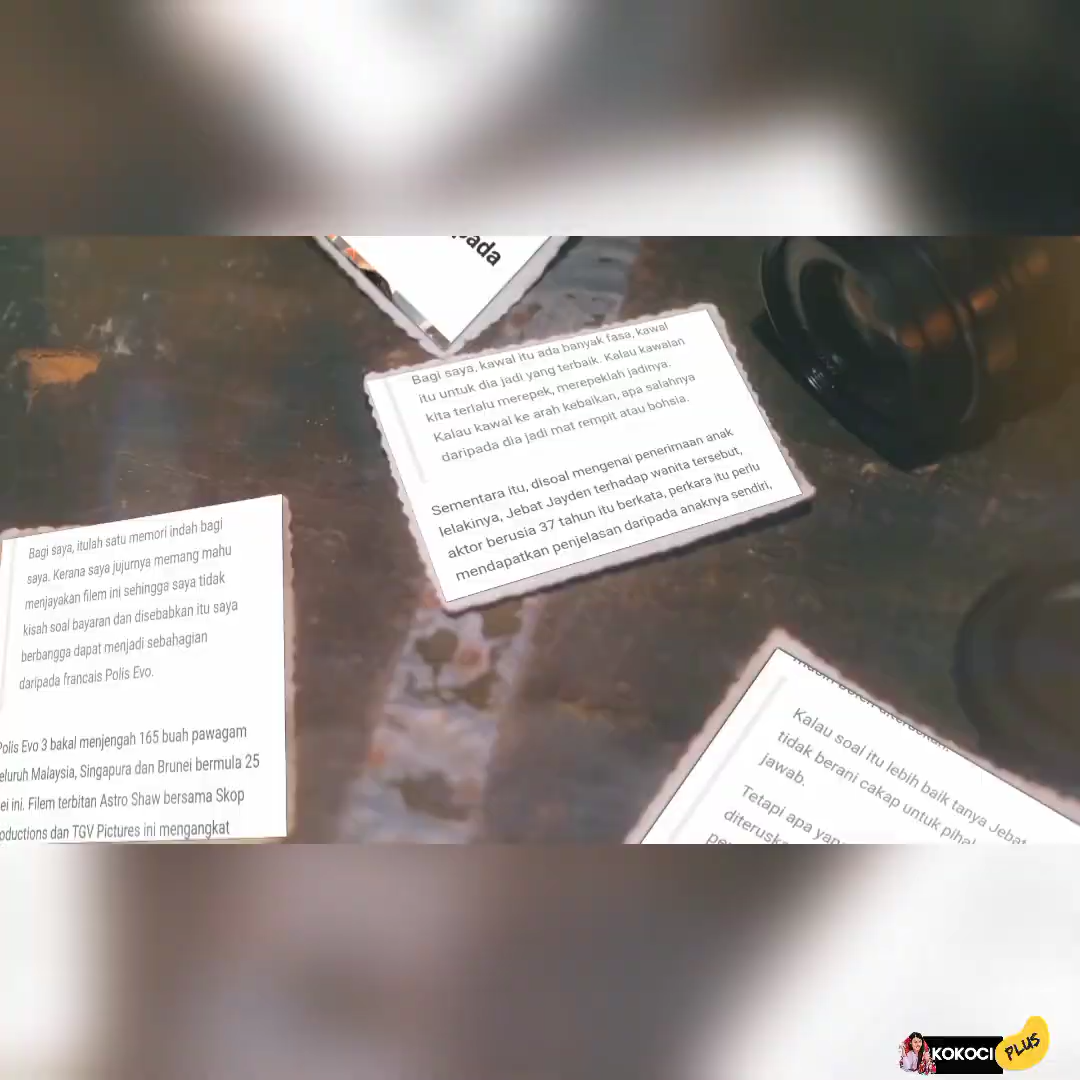 Bagi saya, kawal itu ada banyak fasa, kawal
itu untuk dia jadi yang terbaik. Kalau kawalan
kita terlalu merepek, merepeklah jadinya.
Kalau kawal ke arah kebaikan, apa salahnya
daripada dia jadi mat rempit atau bohsia.
Sementara itu, disoal mengenai penerimaan anak
lelakinya, Jebat Jayden terhadap wanita tersebut,
aktor berusia 37 tahun itu berkata, perkara itu perlu
mendapatkan penjelasan daripada anaknya sendiri,
Bagi saya, itulah satu memori indah bagi
saya. Kerana saya jujurnya memang mahu
menjayakan filem ini sehingga saya tidak
kisah soal bayaran dan disebabkan itu saya
berbangga dapat menjadi sebahagian
daripada francais Polis Evo.
Polis Evo 3 bakal menjengah 165 buah pawagam
eluruh Malaysia, Singapura dan Brunei bermula 25
ei ini. Filem terbitan Astro Shaw bersama Skop
oductions dan TGV Pictures ini mengangkat
Kalau soal itu lebih baik tanya Jebat
tidak berani cakap untuk piha
jawab.
Tetapi apa yan
diteruska
KOKOCI PLUS